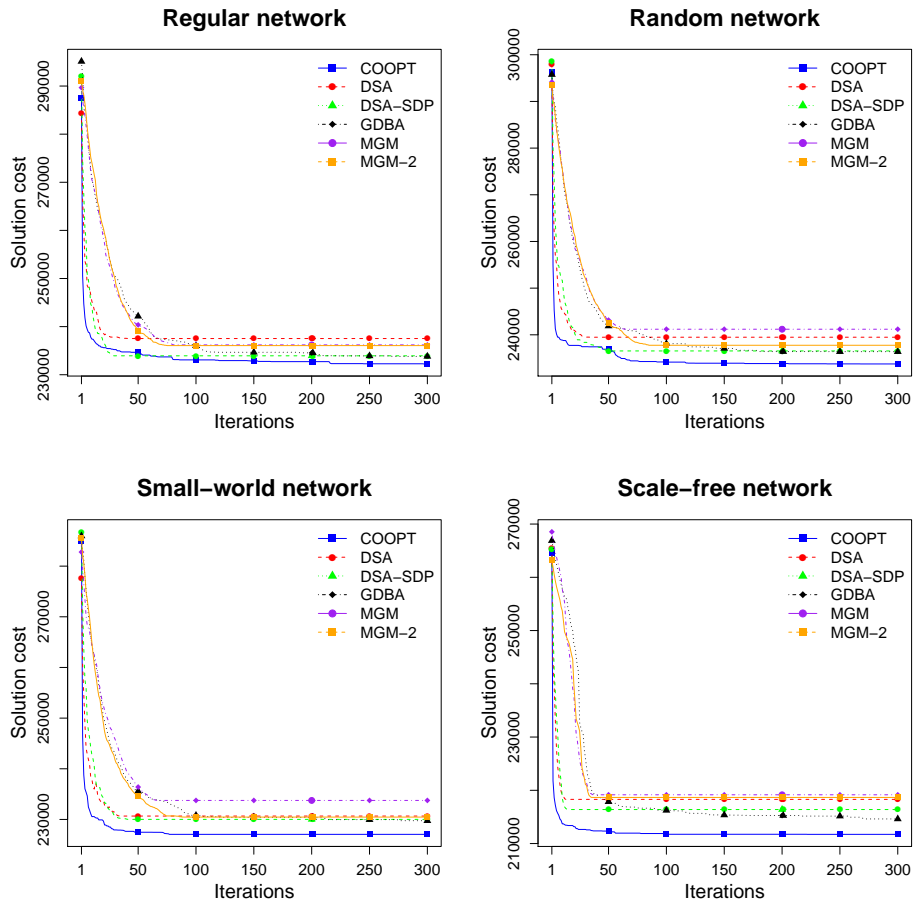 Regular network
290000
270000
250000
230000
Solution cost
COOPT
DSA
DSA−SDP
GDBA
MGM
MGM−2
1 50 100 150 200 250 300
Iterations
Random network
300000
280000
260000
240000
Solution cost
COOPT
DSA
DSA−SDP
GDBA
MGM
MGM−2
1 50 100 150 200 250 300
Iterations
Small−world network
270000
250000
230000
Solution cost
COOPT
DSA
DSA−SDP
GDBA
MGM
MGM−2
1 50 100 150 200 250 300
Iterations
Scale−free network
270000
250000
230000
210000
Solution cost
COOPT
DSA
DSA−SDP
GDBA
MGM
MGM−2
1 50 100 150 200 250 300
Iterations